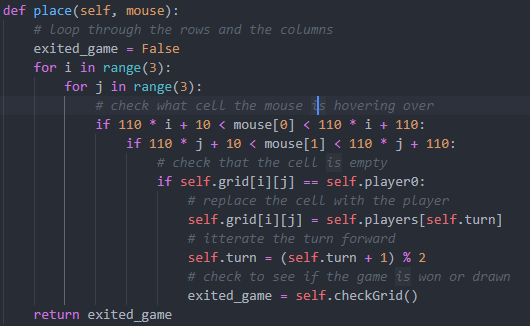 def place(self, mouse):
# loop through the rows and the columns
exited_game = False
for i in range(3):
for j in range(3):
# check what cell the mouse is hovering over
if 110 * i + 10 < mouse[0] < 110 * i + 110:
if 110 * j + 10 < mouse[1] < 110 * j + 110:
# check that the cell is empty
if self.grid[i][j] == self.player0:
# replace the cell with the player
self.grid[i][j] = self.players[self.turn]
# itterate the turn forward
self.turn = (self.turn + 1) % 2
# check to see if the game is won or drawn
exited_game = self.checkGrid()
return exited_game